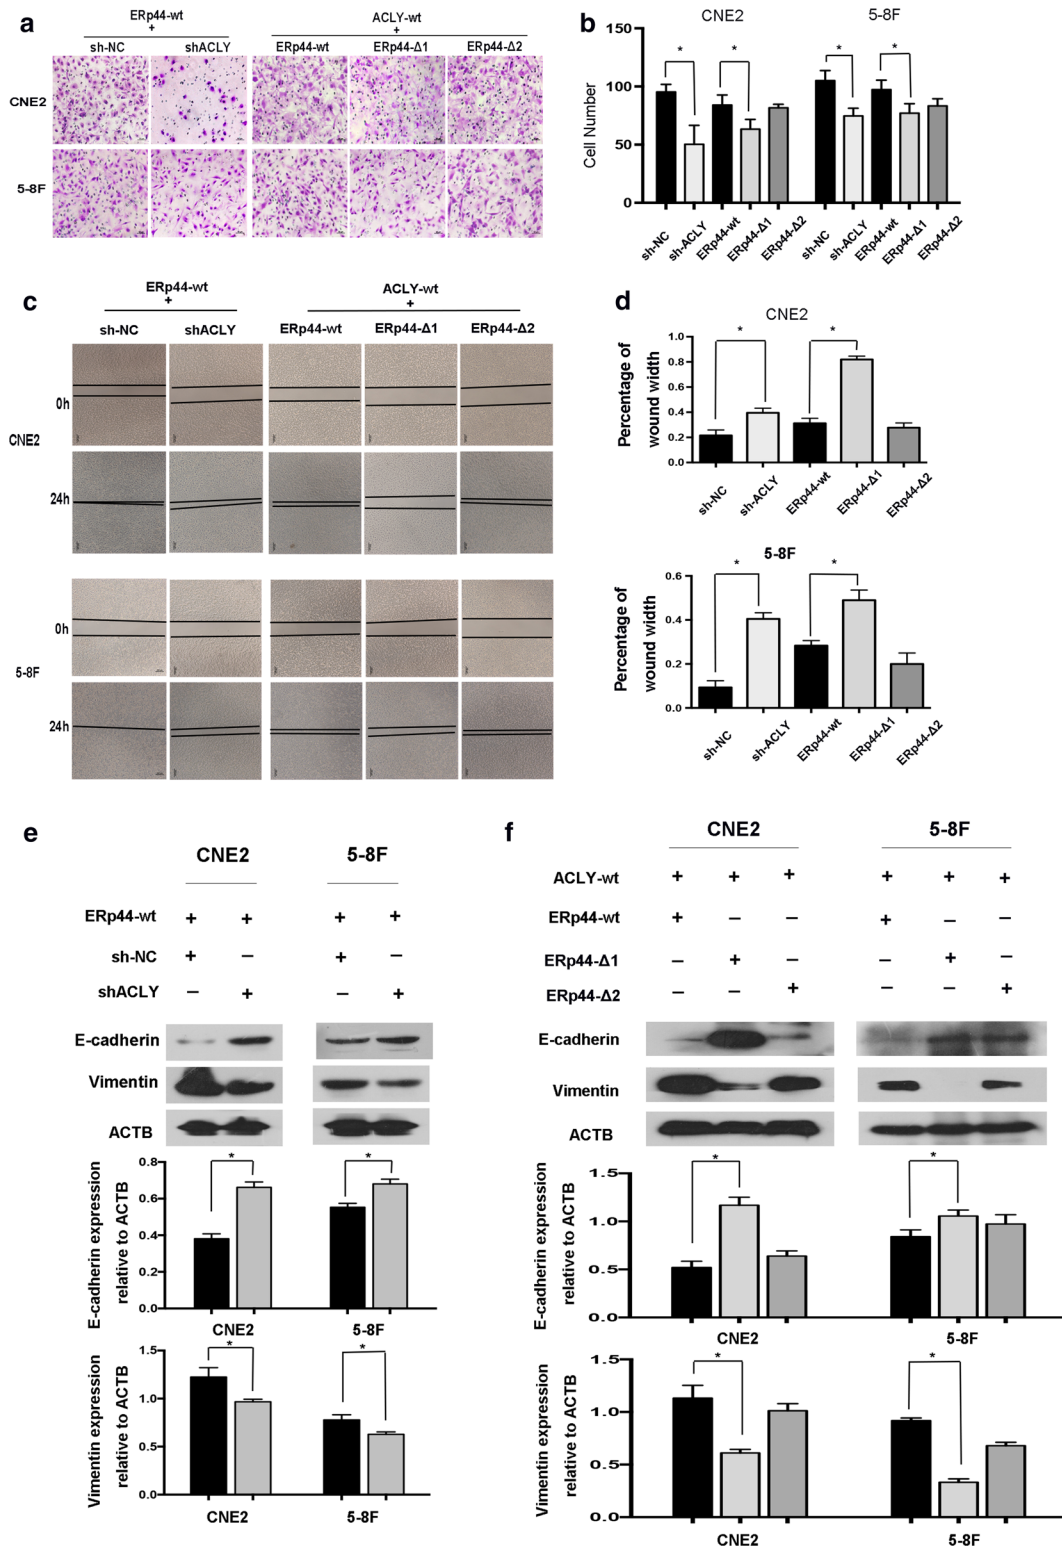 a
ERp44-wt
+
sh-NC shACLY
ACLY-wt
+
ERp44-wt ERp44-Δ1 ERp44-Δ2
CNE2
5-8F
b
CNE2 5-8F
Cell Number
150
100
50
0
* * * *
sh-NC sh-ACLY ERp44-wt ERp44-Δ1 ERp44-Δ2 sh-NC sh-ACLY ERp44-wt ERp44-Δ1 ERp44-Δ2
c
ERp44-wt
+
sh-NC shACLY
ACLY-wt
+
ERp44-wt ERp44-Δ1 ERp44-Δ2
0h
CNE2
24h
0h
5-8F
24h
d
CNE2
Percentage of
wound width
1.0
0.8
0.6
0.4
0.2
0.0
* *
sh-NC sh-ACLY ERp44-wt ERp44-Δ1 ERp44-Δ2
5-8F
Percentage of
wound width
0.6
0.4
0.2
0.0
* *
sh-NC sh-ACLY ERp44-wt ERp44-Δ1 ERp44-Δ2
e
CNE2 5-8F
ERp44-wt + + + +
sh-NC + – + –
shACLY – + – +
E-cadherin
Vimentin
ACTB
E-cadherin expression
relative to ACTB
0.8
0.6
0.4
0.2
0.0
* *
CNE2 5-8F
Vimentin expression
relative to ACTB
1.5
1.0
0.5
0.0
* *
CNE2 5-8F
f
CNE2 5-8F
ACLY-wt + + + + + +
ERp44-wt + – – + – –
ERp44-Δ1 – + – – + –
ERp44-Δ2 – – + – – +
E-cadherin
Vimentin
ACTB
E-cadherin expression
relative to ACTB
1.5
1.0
0.5
0.0
* *
CNE2 5-8F
Vimentin expression
relative to ACTB
1.5
1.0
0.5
0.0
* *
CNE2 5-8F